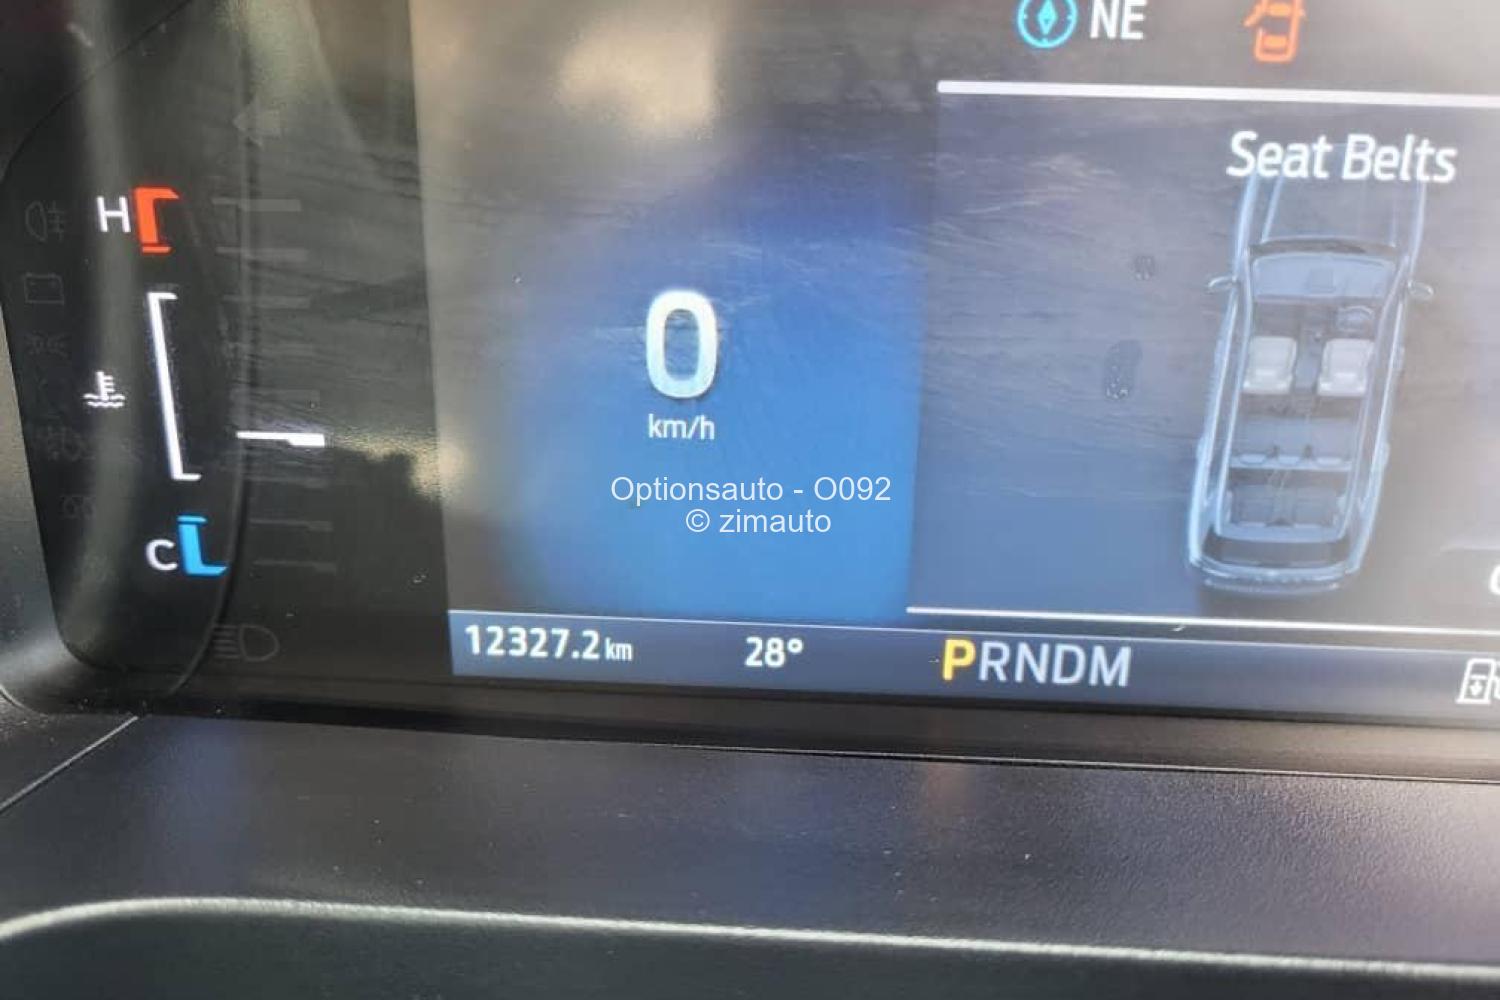 NE
Seat Belts
H
0
km/h
Optionsauto - O092
© zimauto
C
12327.2 km 28° PRNDM